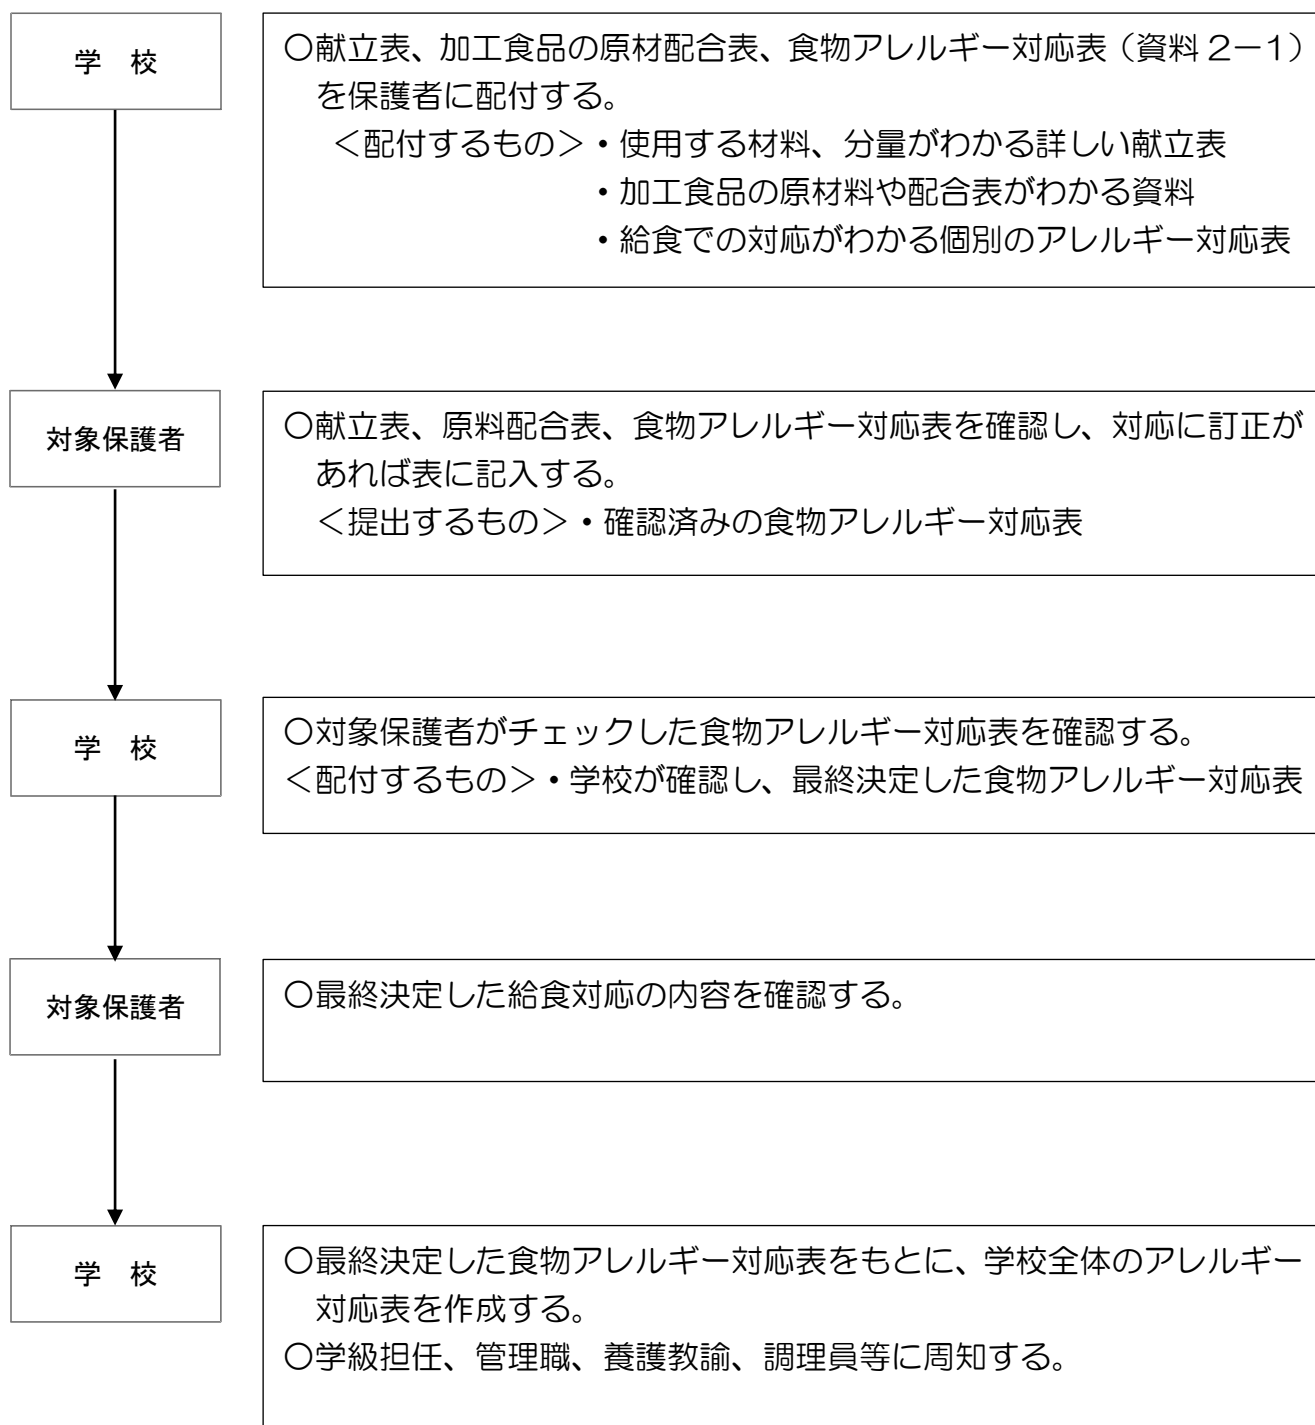 学　校
○献立表、加工食品の原材配合表、食物アレルギー対応表（資料 2－1）
を保護者に配付する。
＜配付するもの＞・使用する材料、分量がわかる詳しい献立表
・加工食品の原材料や配合表がわかる資料
・給食での対応がわかる個別のアレルギー対応表
対象保護者
○献立表、原料配合表、食物アレルギー対応表を確認し、対応に訂正が
あれば表に記入する。
＜提出するもの＞・確認済みの食物アレルギー対応表
学　校
○対象保護者がチェックした食物アレルギー対応表を確認する。
＜配付するもの＞・学校が確認し、最終決定した食物アレルギー対応表
対象保護者
○最終決定した給食対応の内容を確認する。
学　校
○最終決定した食物アレルギー対応表をもとに、学校全体のアレルギー
対応表を作成する。
○学級担任、管理職、養護教諭、調理員等に周知する。